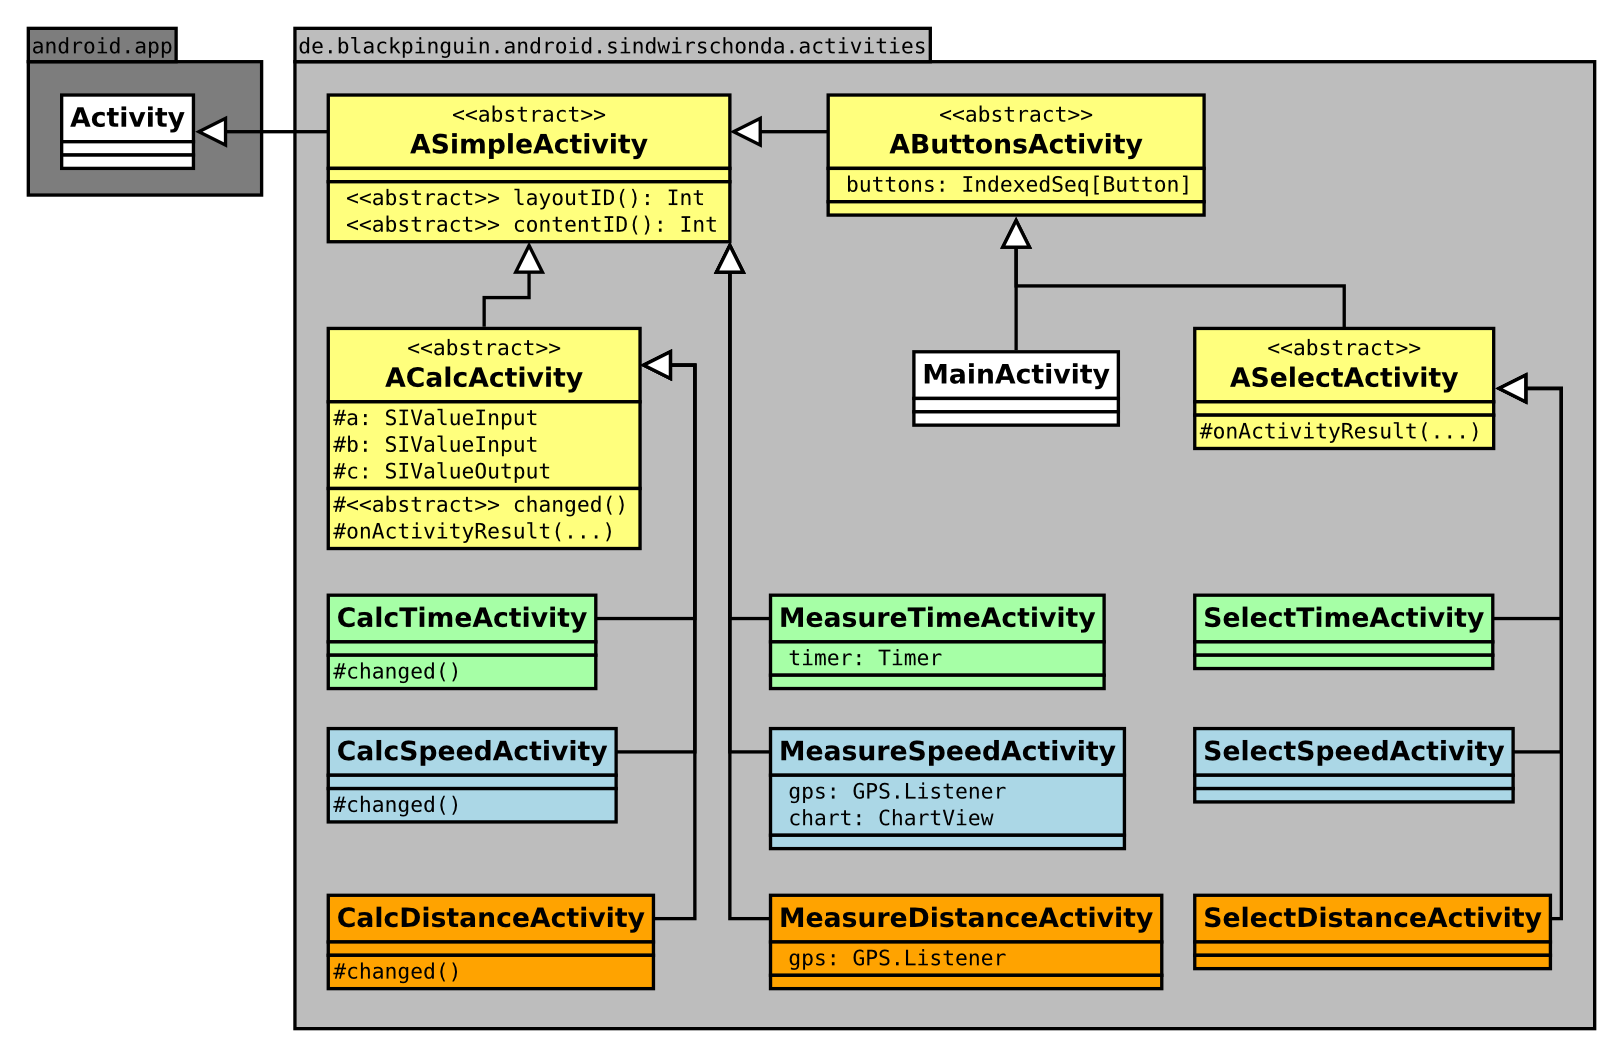 android.app
Activity
de.blackpinguin.android.sindwirschonda.activities
<<abstract>>
ASimpleActivity
<<abstract>> layoutID(): Int
<<abstract>> contentID(): Int
<<abstract>>
AButtonsActivity
buttons: IndexedSeq[Button]
<<abstract>>
ACalcActivity
#a: SIValueInput
#b: SIValueInput
#c: SIValueOutput
#<<abstract>> changed()
#onActivityResult(...)
MainActivity
<<abstract>>
ASelectActivity
#onActivityResult(...)
CalcTimeActivity
#changed()
MeasureTimeActivity
timer: Timer
SelectTimeActivity
CalcSpeedActivity
#changed()
MeasureSpeedActivity
gps: GPS.Listener
chart: ChartView
SelectSpeedActivity
CalcDistanceActivity
#changed()
MeasureDistanceActivity
gps: GPS.Listener
SelectDistanceActivity